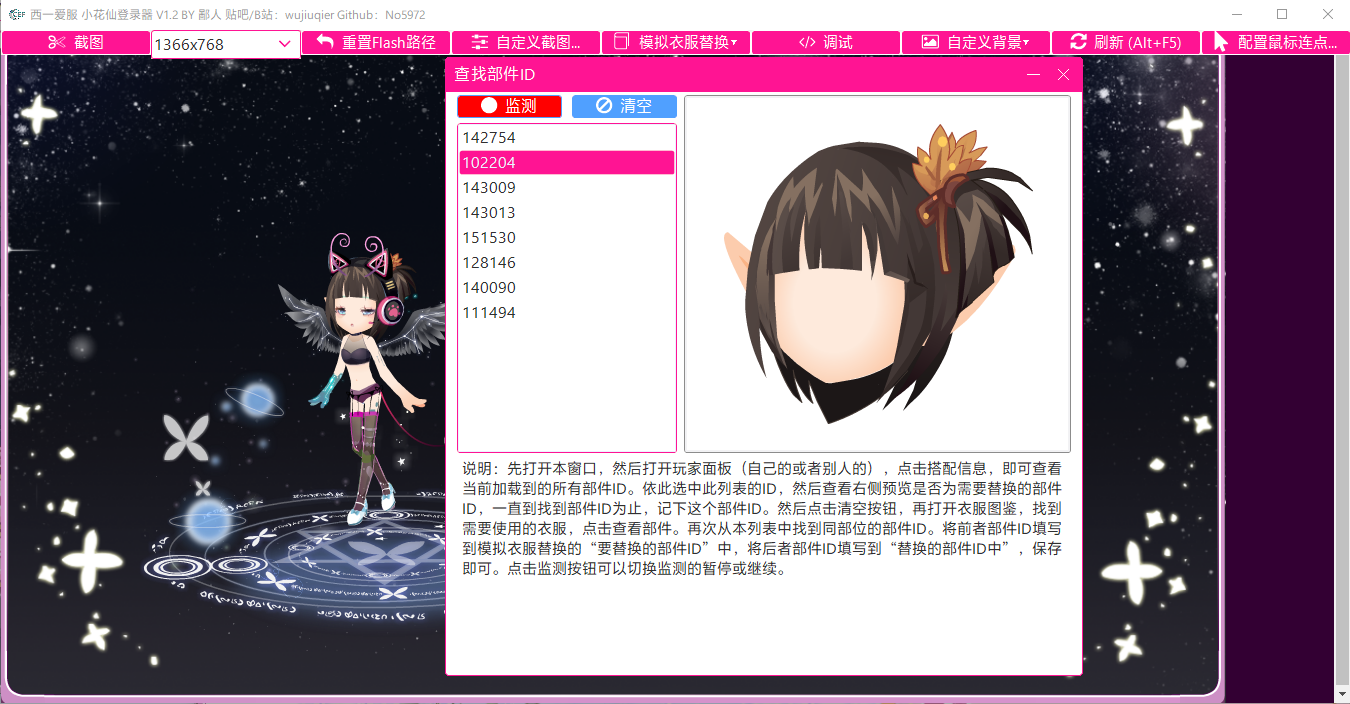 西一爱服 小花仙登录器 V1.2 BY 鄙人 贴吧/B站：wujiuqier Github：No5972
截图
1366x768
重置Flash路径
自定义截图...
模拟衣服替换▾
</> 调试
自定义背景▾
刷新 (Alt+F5)
配置鼠标连点...
查找部件ID
监测
清空
142754
102204
143009
143013
151530
128146
140090
111494
说明：先打开本窗口，然后打开玩家面板（自己的或者别人的），点击搭配信息，即可查看
当前加载到的所有部件ID。依此选中此列表的ID，然后查看右侧预览是否为需要替换的部件
ID，一直到找到部件ID为止，记下这个部件ID。然后点击清空按钮，再打开衣服图鉴，找到
需要使用的衣服，点击查看部件。再次从本列表中找到同部位的部件ID。将前者部件ID填写
到模拟衣服替换的“要替换的部件ID”中，将后者部件ID填写到“替换的部件ID中”，保存
即可。点击监测按钮可以切换监测的暂停或继续。